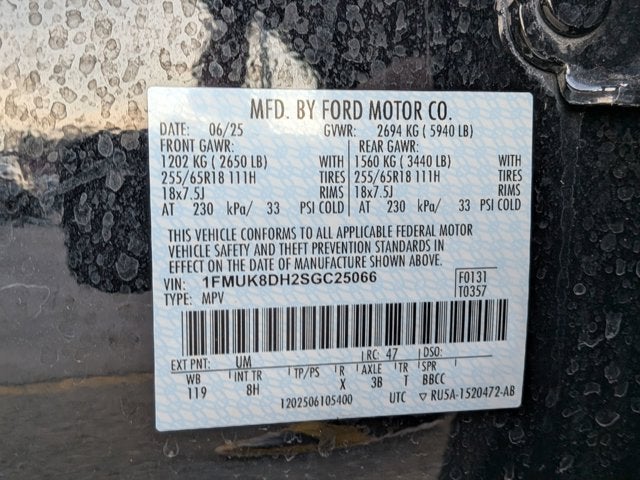 MFD. BY FORD MOTOR CO.
DATE: 06/25 GVWR: 2694 KG ( 5940 LB)
FRONT GAWR: REAR GAWR:
1202 KG ( 2650 LB) WITH 1560 KG ( 3440 LB) WITH
255/65R18 111H TIRES 255/65R18 111H TIRES
18x7.5J RIMS 18x7.5J RIMS
AT 230 kPa/ 33 PSI COLD AT 230 kPa/ 33 PSI COLD
THIS VEHICLE CONFORMS TO ALL APPLICABLE FEDERAL MOTOR
VEHICLE SAFETY AND THEFT PREVENTION STANDARDS IN
EFFECT ON THE DATE OF MANUFACTURE SHOWN ABOVE.
VIN: 1FMUK8DH2SGC25066 F0131
TYPE: MPV T0357
EXT PNT: UM RC: 47 DSO:
WB INT TR TP/PS R AXLE TR SPR
119 8H X 3B T BBCC
1202506105400 UTC RU5A-1520472-AB